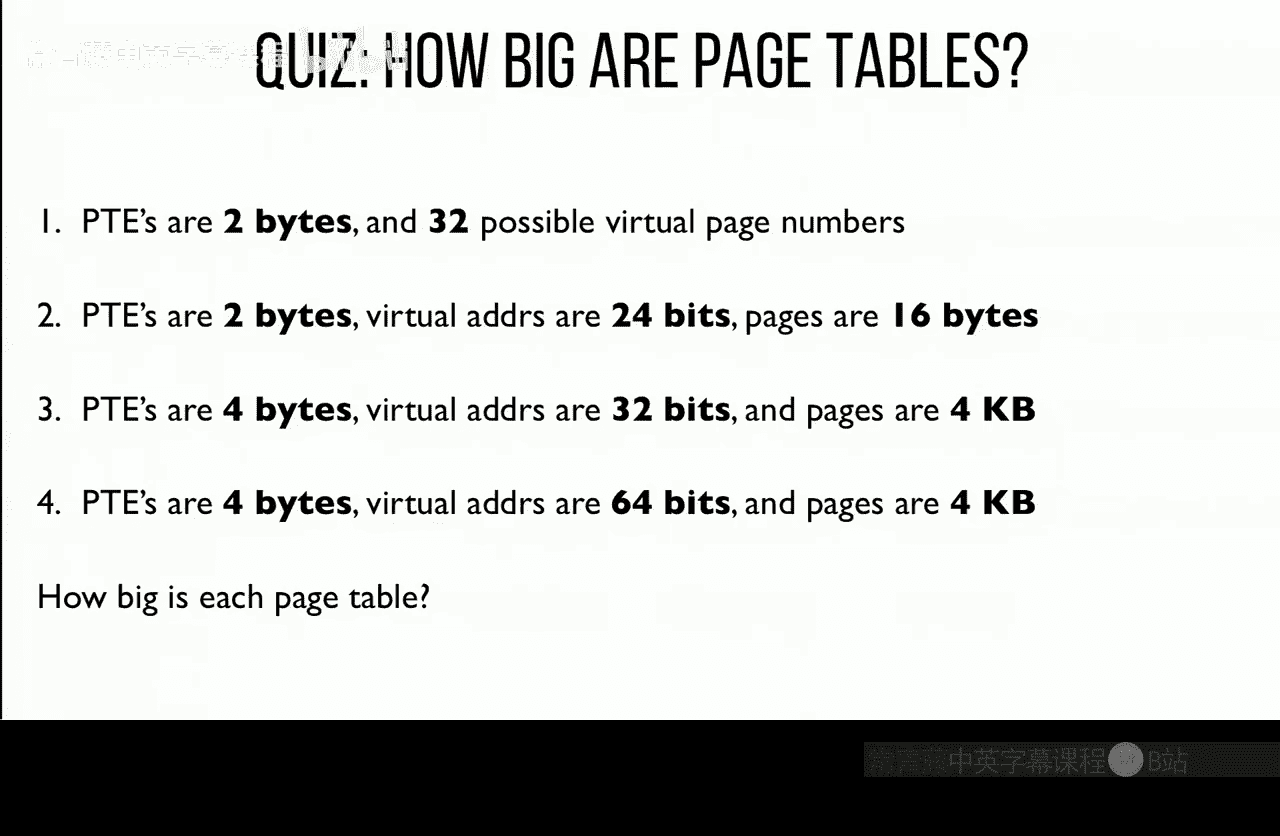 QUIZ: HOW BIG ARE PAGE TABLES?
1. PTE's are 2 bytes, and 32 possible virtual page numbers
2. PTE's are 2 bytes, virtual addrs are 24 bits, pages are 16 bytes
3. PTE's are 4 bytes, virtual addrs are 32 bits, and pages are 4 KB
4. PTE's are 4 bytes, virtual addrs are 64 bits, and pages are 4 KB
How big is each page table?
中英字幕课程 B站